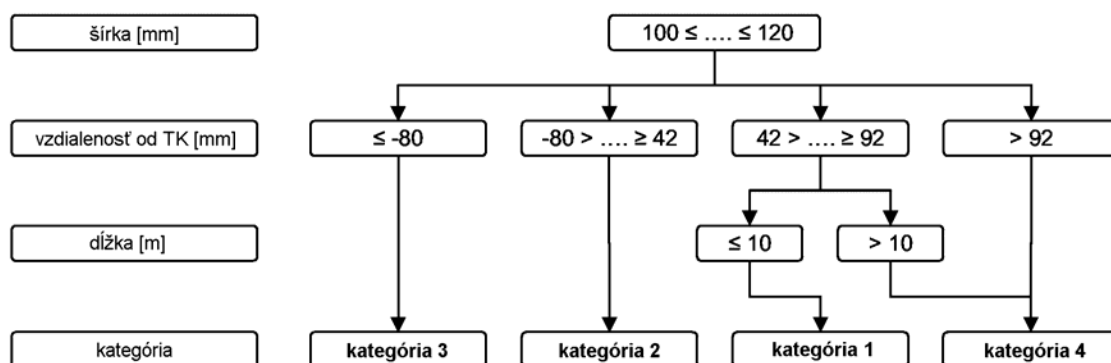 šírka [mm]
100 ≤ .... ≤ 120
vzdialenosť od TK [mm]
≤ -80
-80 > .... ≥ 42
42 > .... ≥ 92
> 92
dĺžka [m]
≤ 10
> 10
kategória
kategória 3
kategória 2
kategória 1
kategória 4